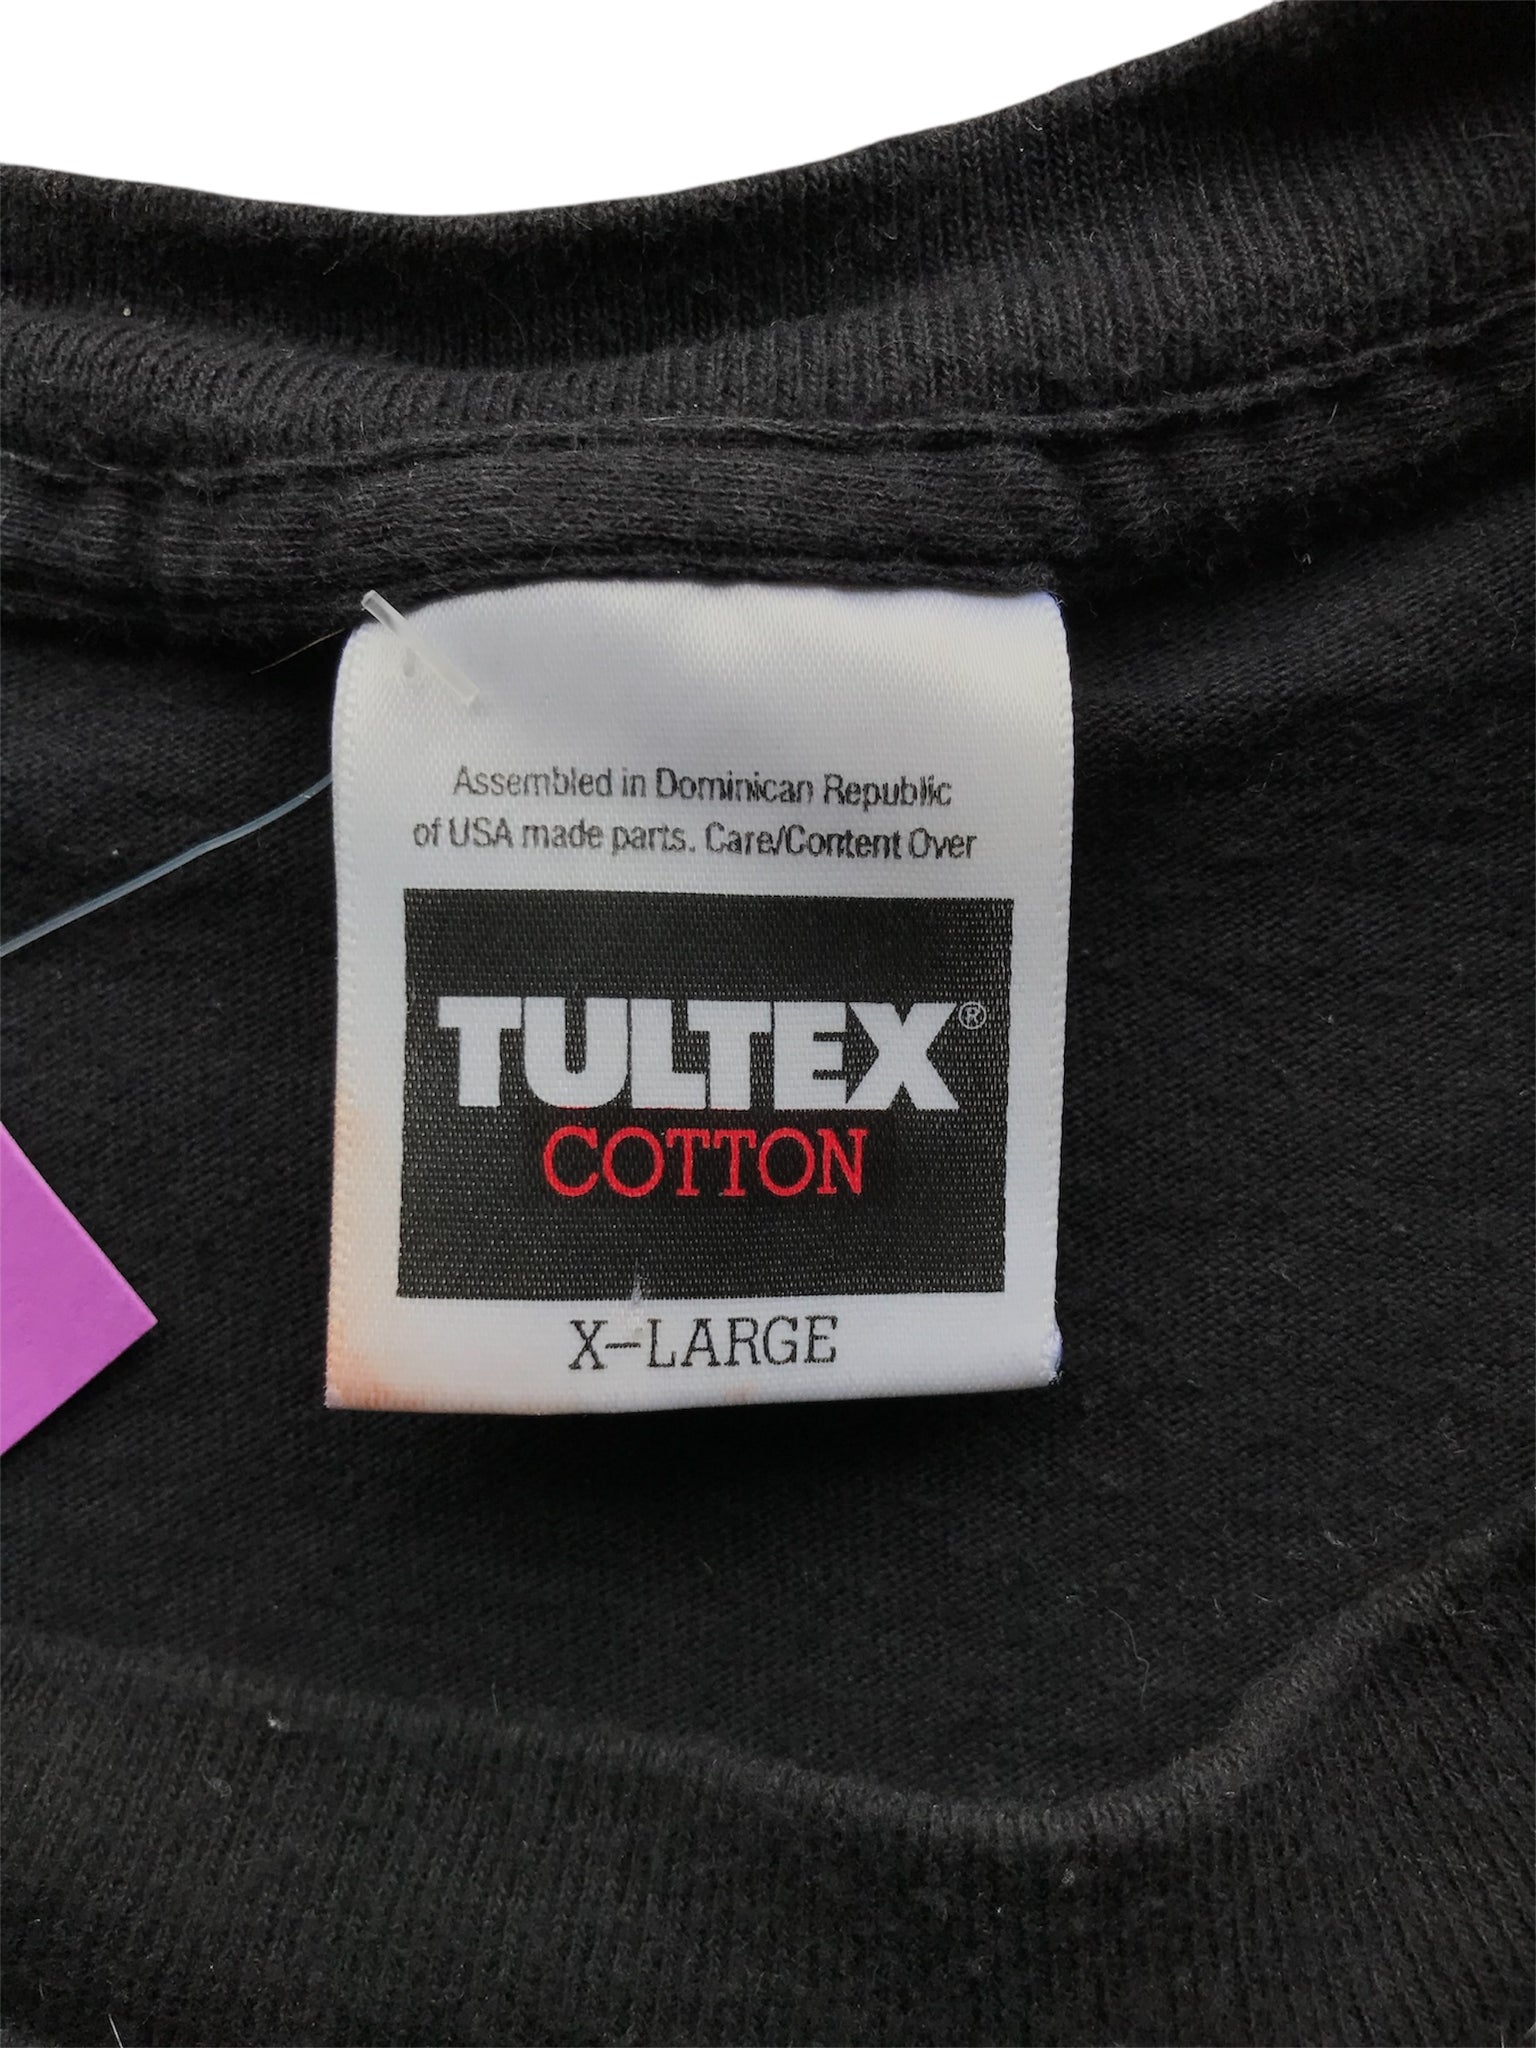 Assembled in Dominican Republic
of USA made parts. Care/Content Over
TULTEX®
COTTON
X-LARGE